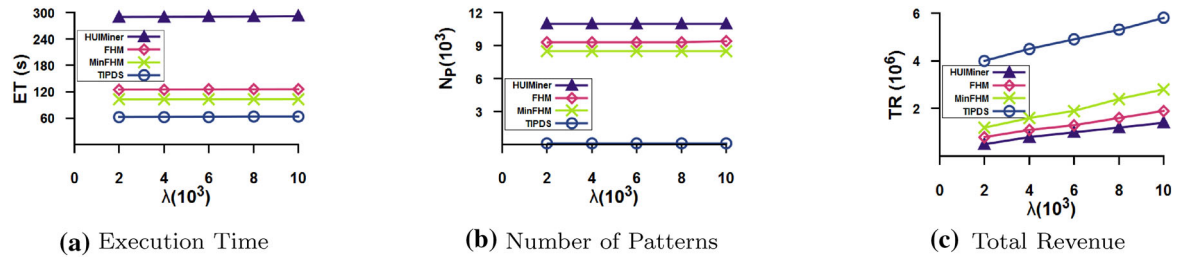 300
240
180
120
60
ET (s)
HUIMiner
FHM
MinFHM
TIPDS
0 2 4 6 8 10
λ(10³)
(a) Execution Time
12
9
6
3
Nᴘ(10³)
HUIMiner
FHM
MinFHM
TIPDS
0 2 4 6 8 10
λ(10³)
(b) Number of Patterns
6
4
2
TR (10⁶)
HUIMiner
FHM
MinFHM
TIPDS
0 2 4 6 8 10
λ(10³)
(c) Total Revenue